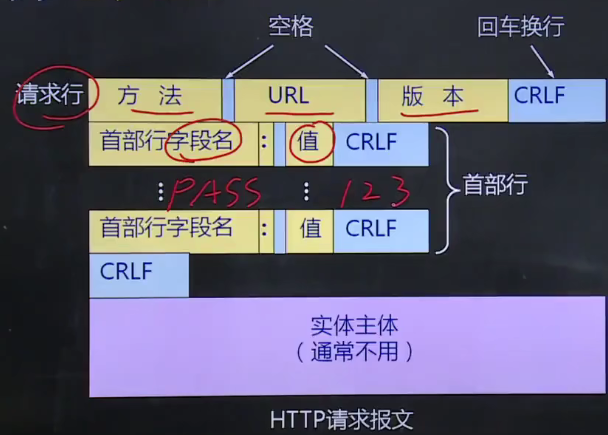 空格 回车换行
请求行 方 法 URL 版 本 CRLF
首部行字段名 : 值 CRLF
⋮ PASS ⋮ 123
首部行
首部行字段名 : 值 CRLF
CRLF
实体主体
（通常不用）
HTTP请求报文